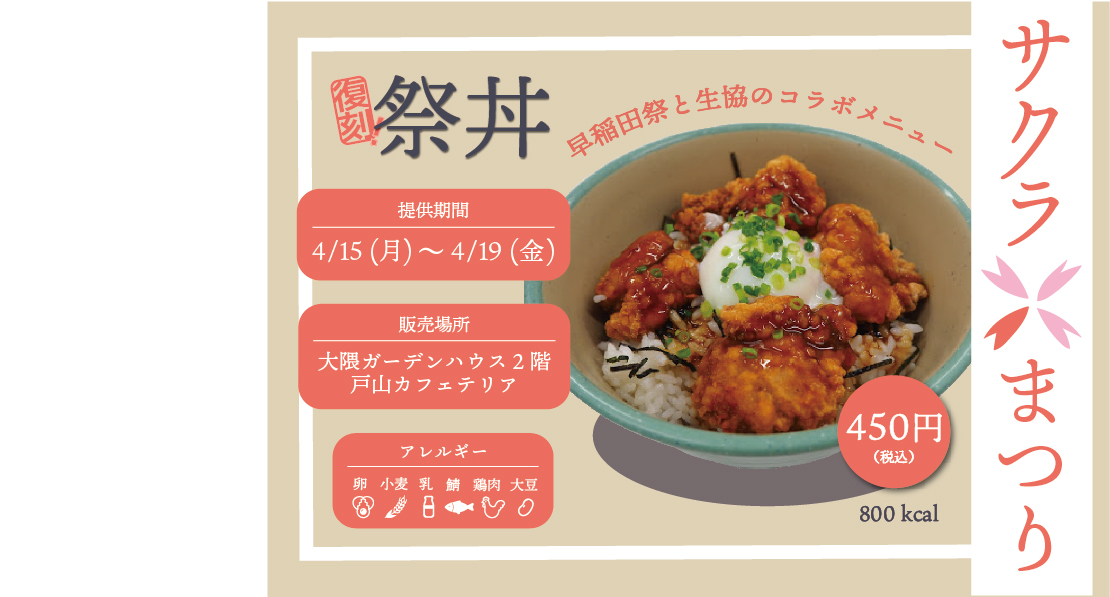 復刻!
祭丼
早稲田祭と生協のコラボメニュー
提供期間
4/15 (月) ～ 4/19 (金)
販売場所
大隈ガーデンハウス2階
戸山カフェテリア
アレルギー
卵 小麦 乳 鯖 鶏肉 大豆
450円
(税込)
800 kcal
サクラ
まつり